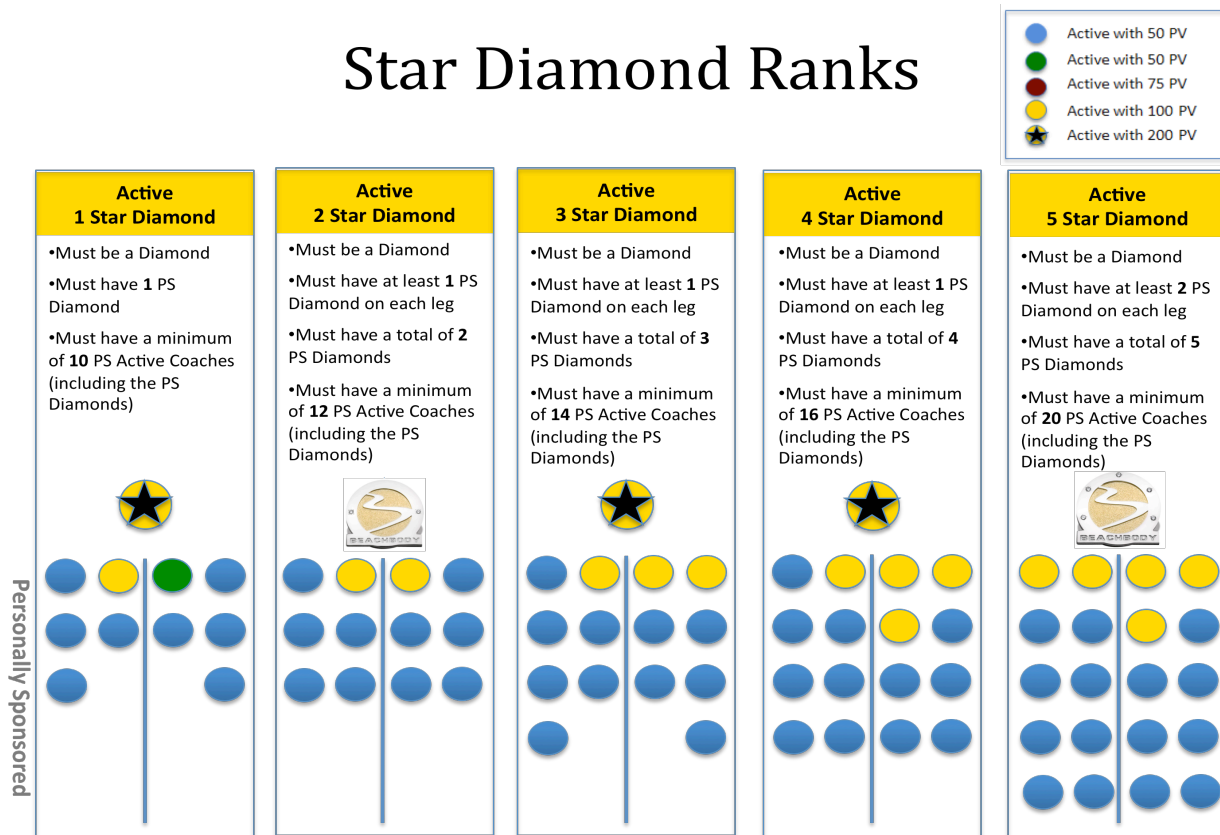 Star Diamond Ranks
Active with 50 PV
Active with 50 PV
Active with 75 PV
Active with 100 PV
Active with 200 PV
Active
1 Star Diamond
•Must be a Diamond
•Must have 1 PS
Diamond
•Must have a minimum
of 10 PS Active Coaches
(including the PS
Diamonds)
Active
2 Star Diamond
•Must be a Diamond
•Must have at least 1 PS
Diamond on each leg
•Must have a total of 2
PS Diamonds
•Must have a minimum
of 12 PS Active Coaches
(including the PS
Diamonds)
BEACHBODY
Active
3 Star Diamond
•Must be a Diamond
•Must have at least 1 PS
Diamond on each leg
•Must have a total of 3
PS Diamonds
•Must have a minimum
of 14 PS Active Coaches
(including the PS
Diamonds)
Active
4 Star Diamond
•Must be a Diamond
•Must have at least 1 PS
Diamond on each leg
•Must have a total of 4
PS Diamonds
•Must have a minimum
of 16 PS Active Coaches
(including the PS
Diamonds)
Active
5 Star Diamond
•Must be a Diamond
•Must have at least 2 PS
Diamond on each leg
•Must have a total of 5
PS Diamonds
•Must have a minimum
of 20 PS Active Coaches
(including the PS
Diamonds)
BEACHBODY
Personally Sponsored